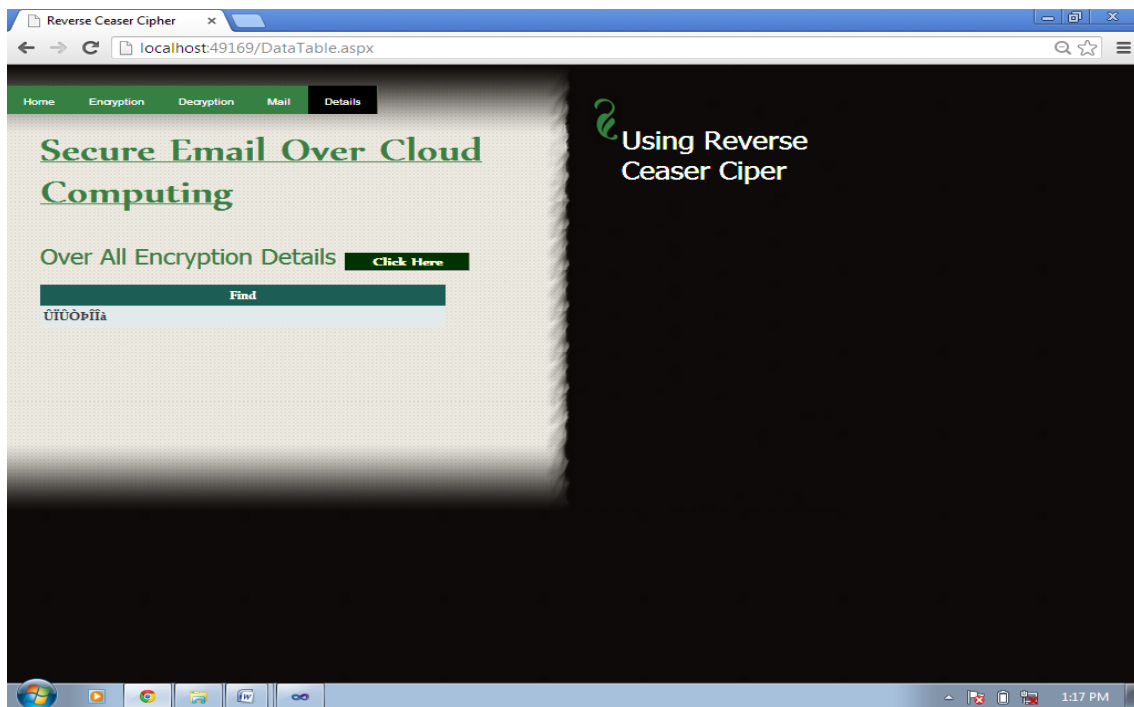 Reverse Ceaser Cipher
localhost:49169/DataTable.aspx
Home Encryption Decryption Mail Details
Secure Email Over Cloud
Computing
Over All Encryption Details Click Here
Find
ÛÏÛÒÞÎÎà
Using Reverse
Ceaser Ciper
1:17 PM